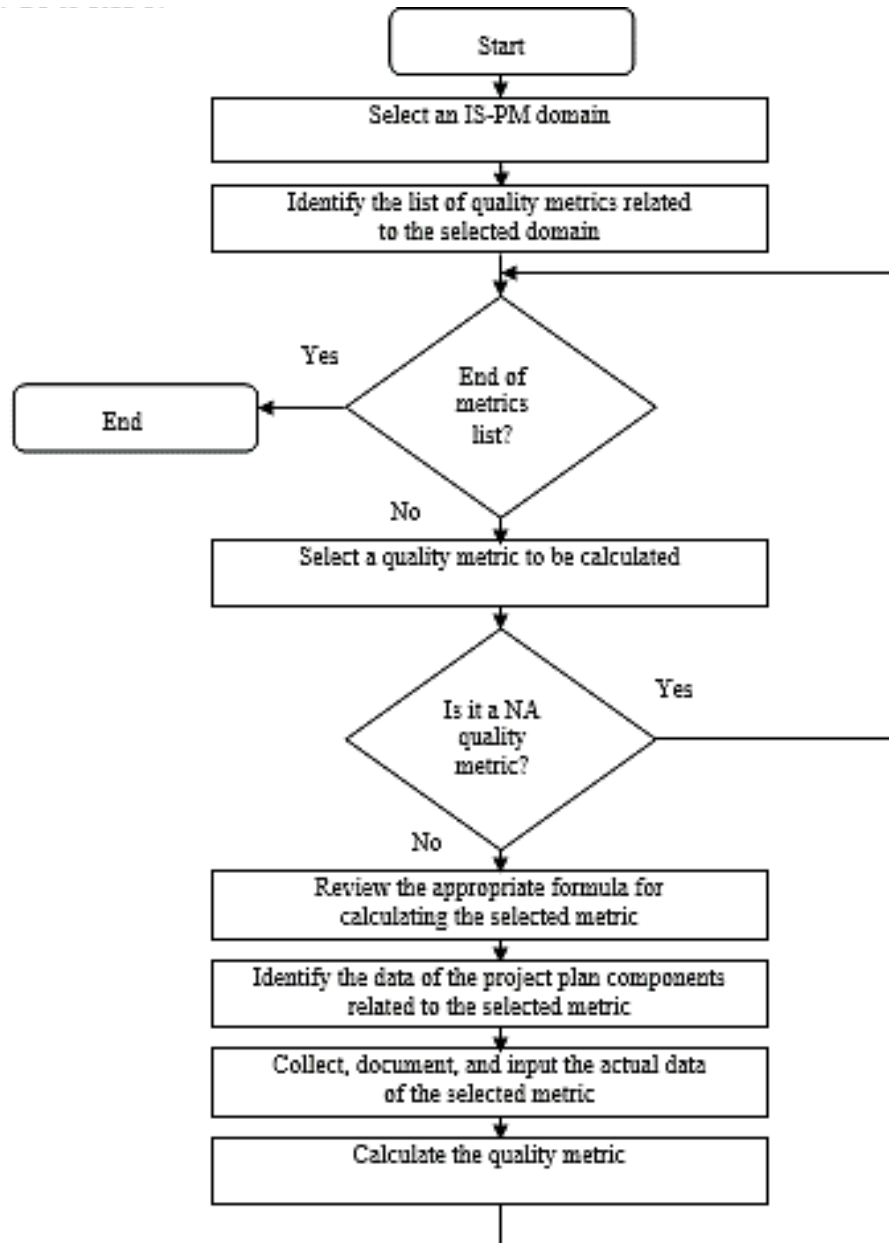 Start
Select an IS-PM domain
Identify the list of quality metrics related
to the selected domain
Yes
End of
metrics
list?
End
No
Select a quality metric to be calculated
Yes
Is it a NA
quality
metric?
No
Review the appropriate formula for
calculating the selected metric
Identify the data of the project plan components
related to the selected metric
Collect, document, and input the actual data
of the selected metric
Calculate the quality metric